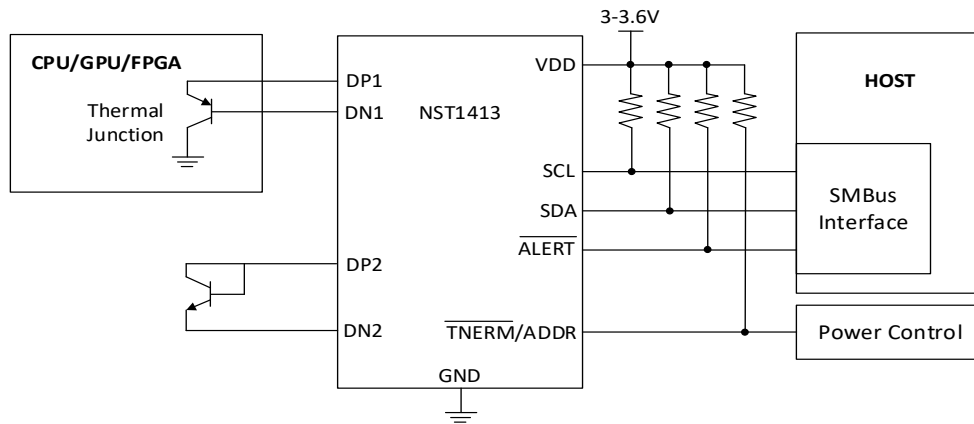 3-3.6V
CPU/GPU/FPGA
Thermal
Junction
DP1
DN1
NST1413
VDD
HOST
SCL
SDA
ALERT
SMBus
Interface
DP2
DN2
TNERM/ADDR
GND
Power Control